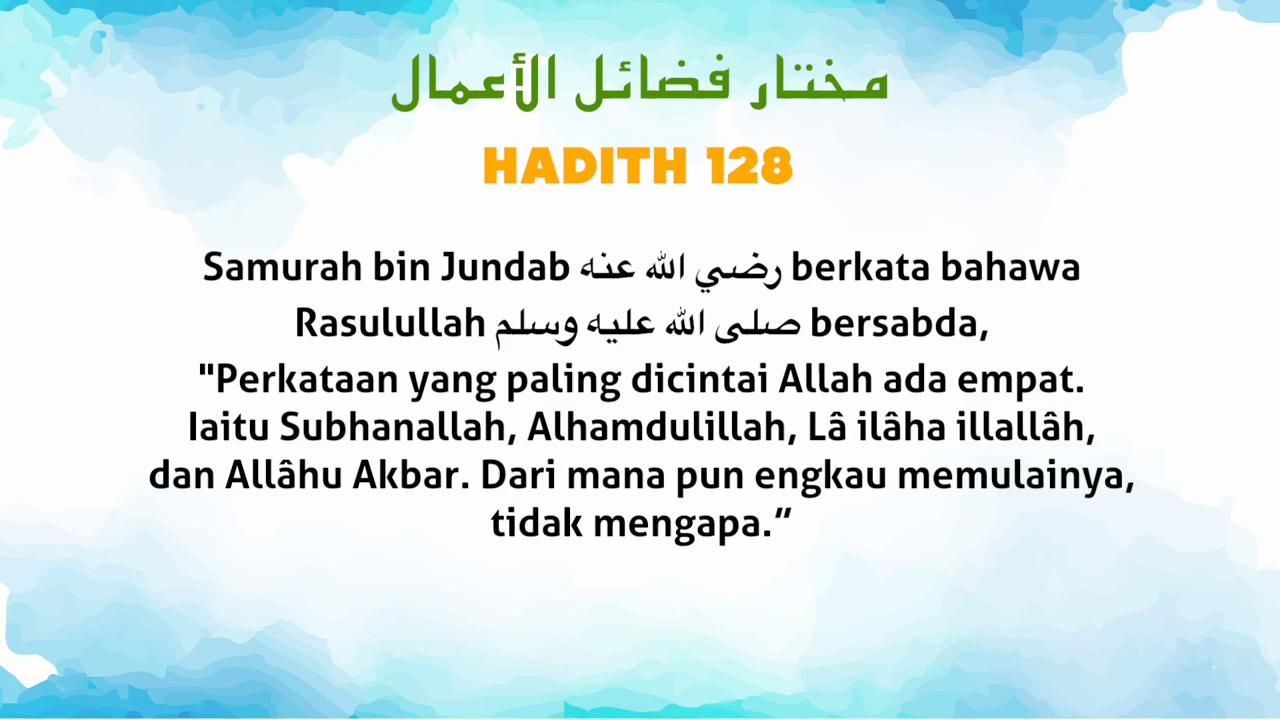 مختار فضائل الأعمال
HADITH 128
Samurah bin Jundab رضي الله عنه berkata bahawa
Rasulullah صلى الله عليه وسلم bersabda,
"Perkataan yang paling dicintai Allah ada empat.
Iaitu Subhanallah, Alhamdulillah, Lâ ilâha illallâh,
dan Allâhu Akbar. Dari mana pun engkau memulainya,
tidak mengapa.”